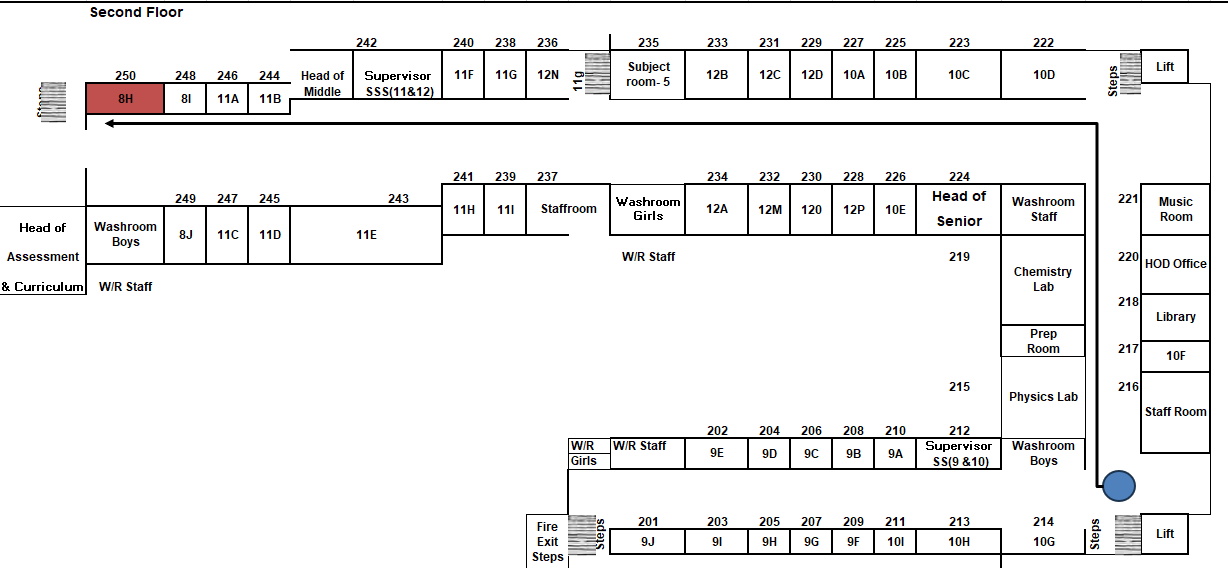 Second Floor
242 240 238 236 235 233 231 229 227 225 223 222
250 248 246 244
Head of Middle
Supervisor SSS(11&12)
11F 11G 12N
11g
Subject room- 5
12B 12C 12D 10A 10B 10C 10D
Steps
Lift
8H 8I 11A 11B
241 239 237 234 232 230 228 226 224
249 247 245 243
221
11H 11I Staffroom
Washroom Girls
12A 12M 120 12P 10E
Head of Senior
Washroom Staff
Music Room
Head of Assessment & Curriculum
Washroom Boys
8J 11C 11D 11E
W/R Staff
W/R Staff
219
Chemistry Lab
220
HOD Office
218
Library
Prep Room
217
10F
215
Physics Lab
216
Staff Room
202 204 206 208 210 212
W/R Girls
W/R Staff
9E 9D 9C 9B 9A
Supervisor SS(9 &10)
Washroom Boys
201 203 205 207 209 211 213 214
Fire Exit Steps
Steps
9J 9I 9H 9G 9F 10I 10H 10G
Steps
Lift